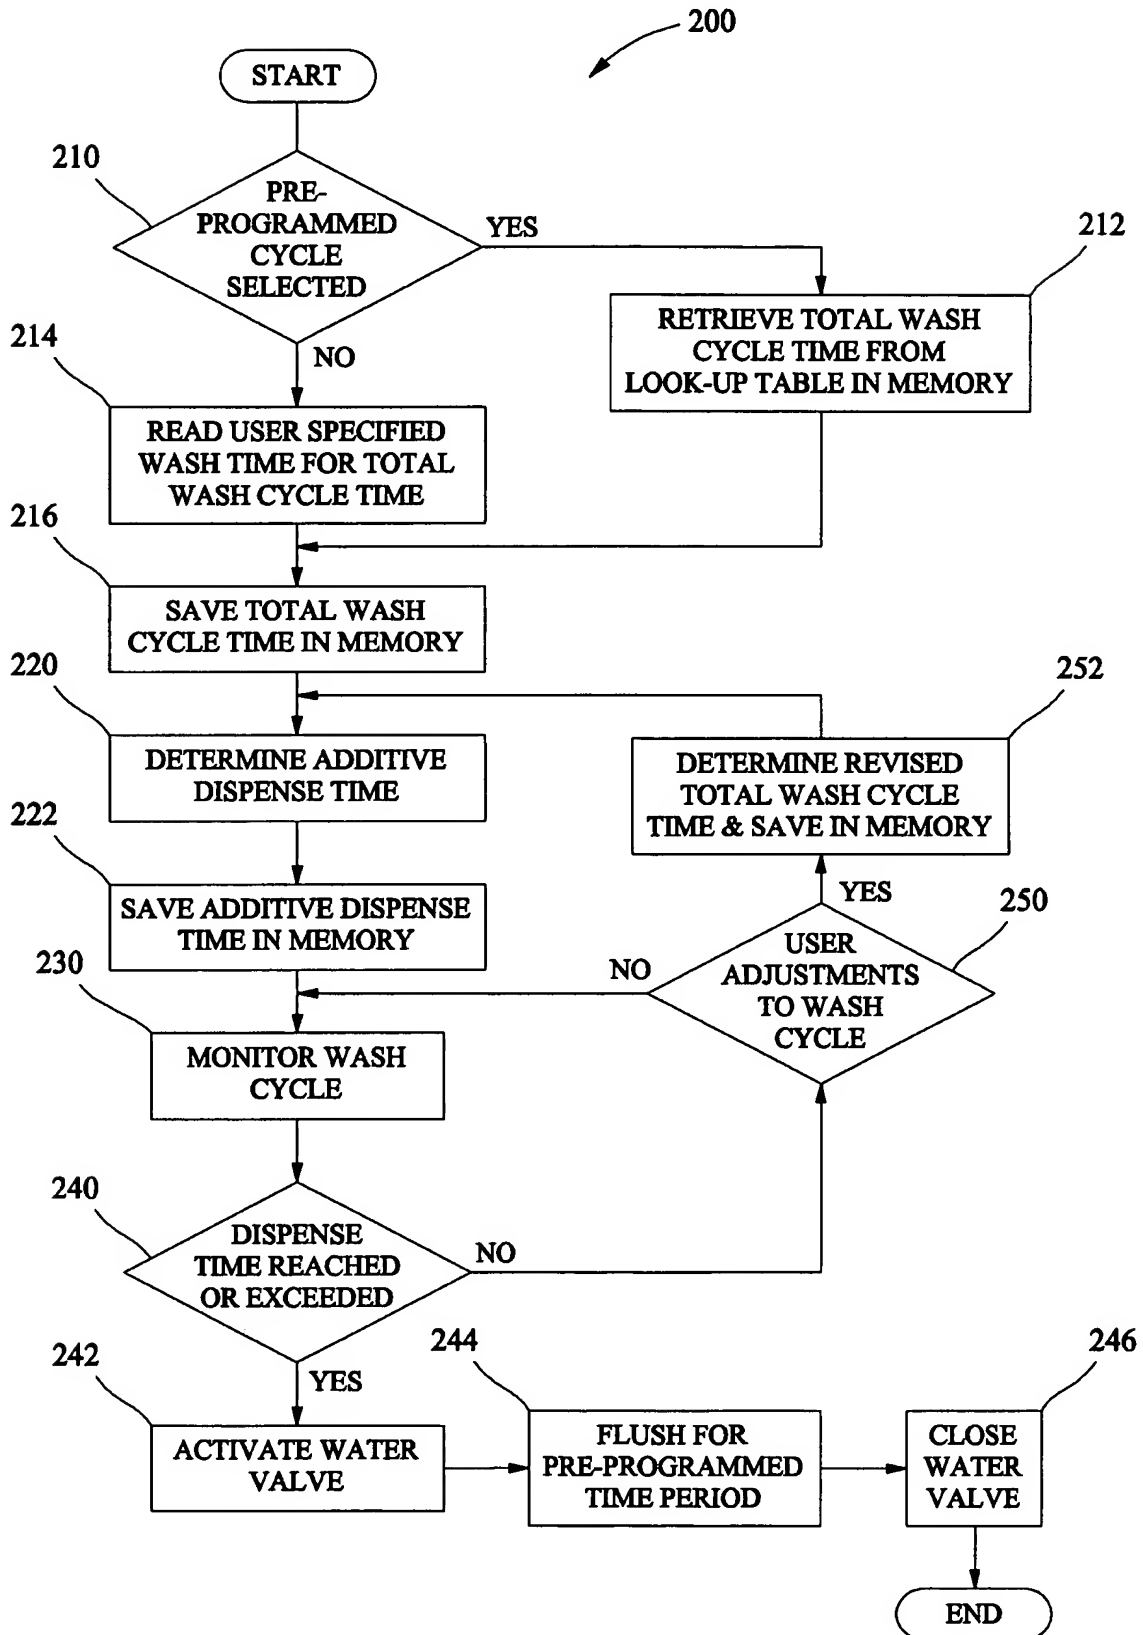 200
START
210
PRE-
PROGRAMMED
CYCLE
SELECTED
YES
212
RETRIEVE TOTAL WASH
CYCLE TIME FROM
LOOK-UP TABLE IN MEMORY
NO
214
READ USER SPECIFIED
WASH TIME FOR TOTAL
WASH CYCLE TIME
216
SAVE TOTAL WASH
CYCLE TIME IN MEMORY
220
DETERMINE ADDITIVE
DISPENSE TIME
252
DETERMINE REVISED
TOTAL WASH CYCLE
TIME & SAVE IN MEMORY
222
SAVE ADDITIVE DISPENSE
TIME IN MEMORY
YES
250
USER
ADJUSTMENTS
TO WASH
CYCLE
NO
230
MONITOR WASH
CYCLE
240
DISPENSE
TIME REACHED
OR EXCEEDED
NO
YES
242
ACTIVATE WATER
VALVE
244
FLUSH FOR
PRE-PROGRAMMED
TIME PERIOD
246
CLOSE
WATER
VALVE
END